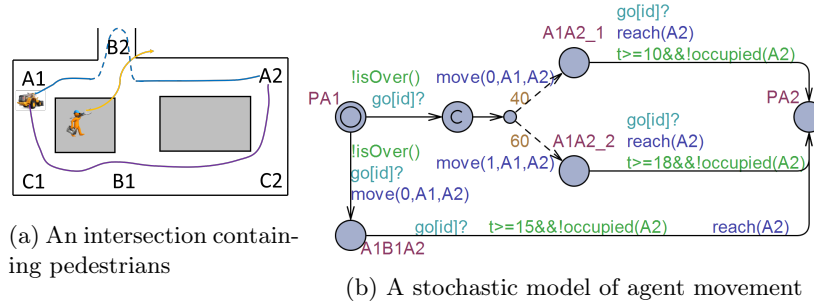 B2
A1
A2
C1
B1
C2
(a) An intersection contain-
ing pedestrians
go[id]?
A1A2_1
reach(A2)
t>=10&&!occupied(A2)
!isOver()
move(0,A1,A2)
PA1
go[id]?
C
40
60
PA2
go[id]?
A1A2_2
reach(A2)
t>=18&&!occupied(A2)
move(1,A1,A2)
!isOver()
go[id]?
move(0,A1,A2)
go[id]?
t>=15&&!occupied(A2)
reach(A2)
A1B1A2
(b) A stochastic model of agent movement